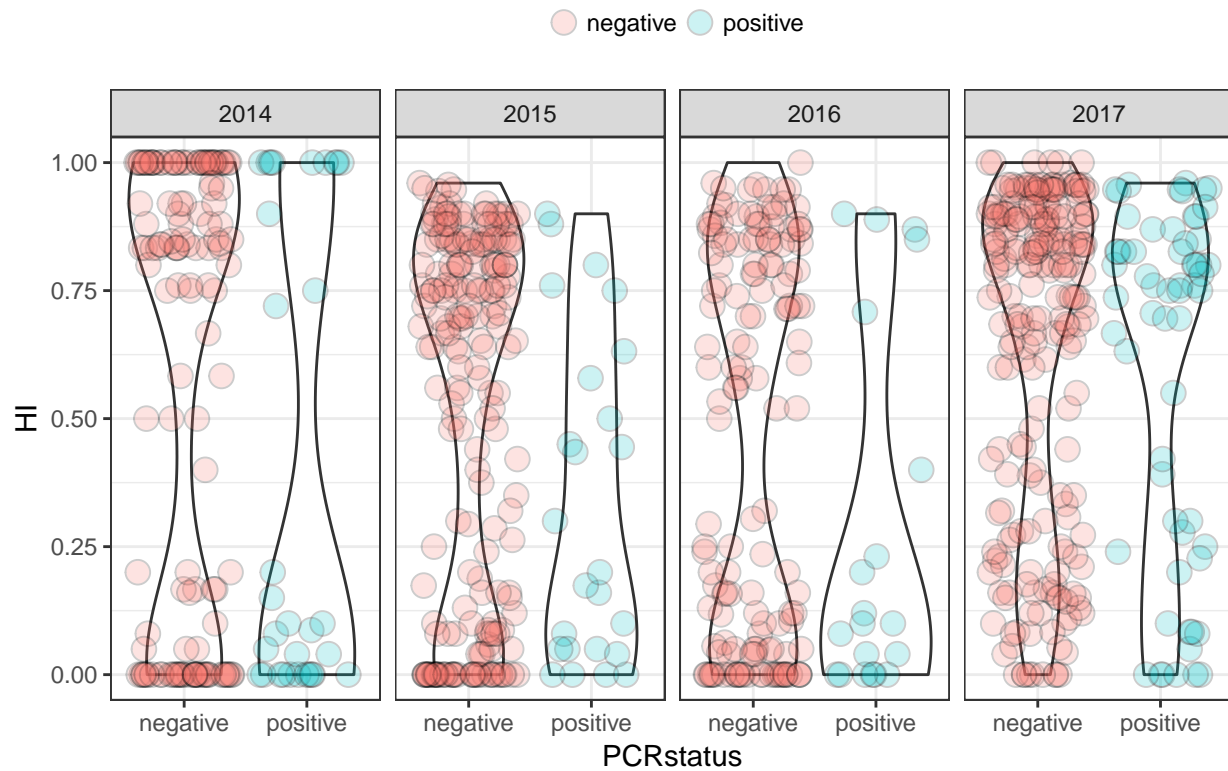 negative positive
2014 2015 2016 2017
1.00
0.75
0.50
0.25
0.00
HI
negative positive negative positive negative positive negative positive
PCRstatus